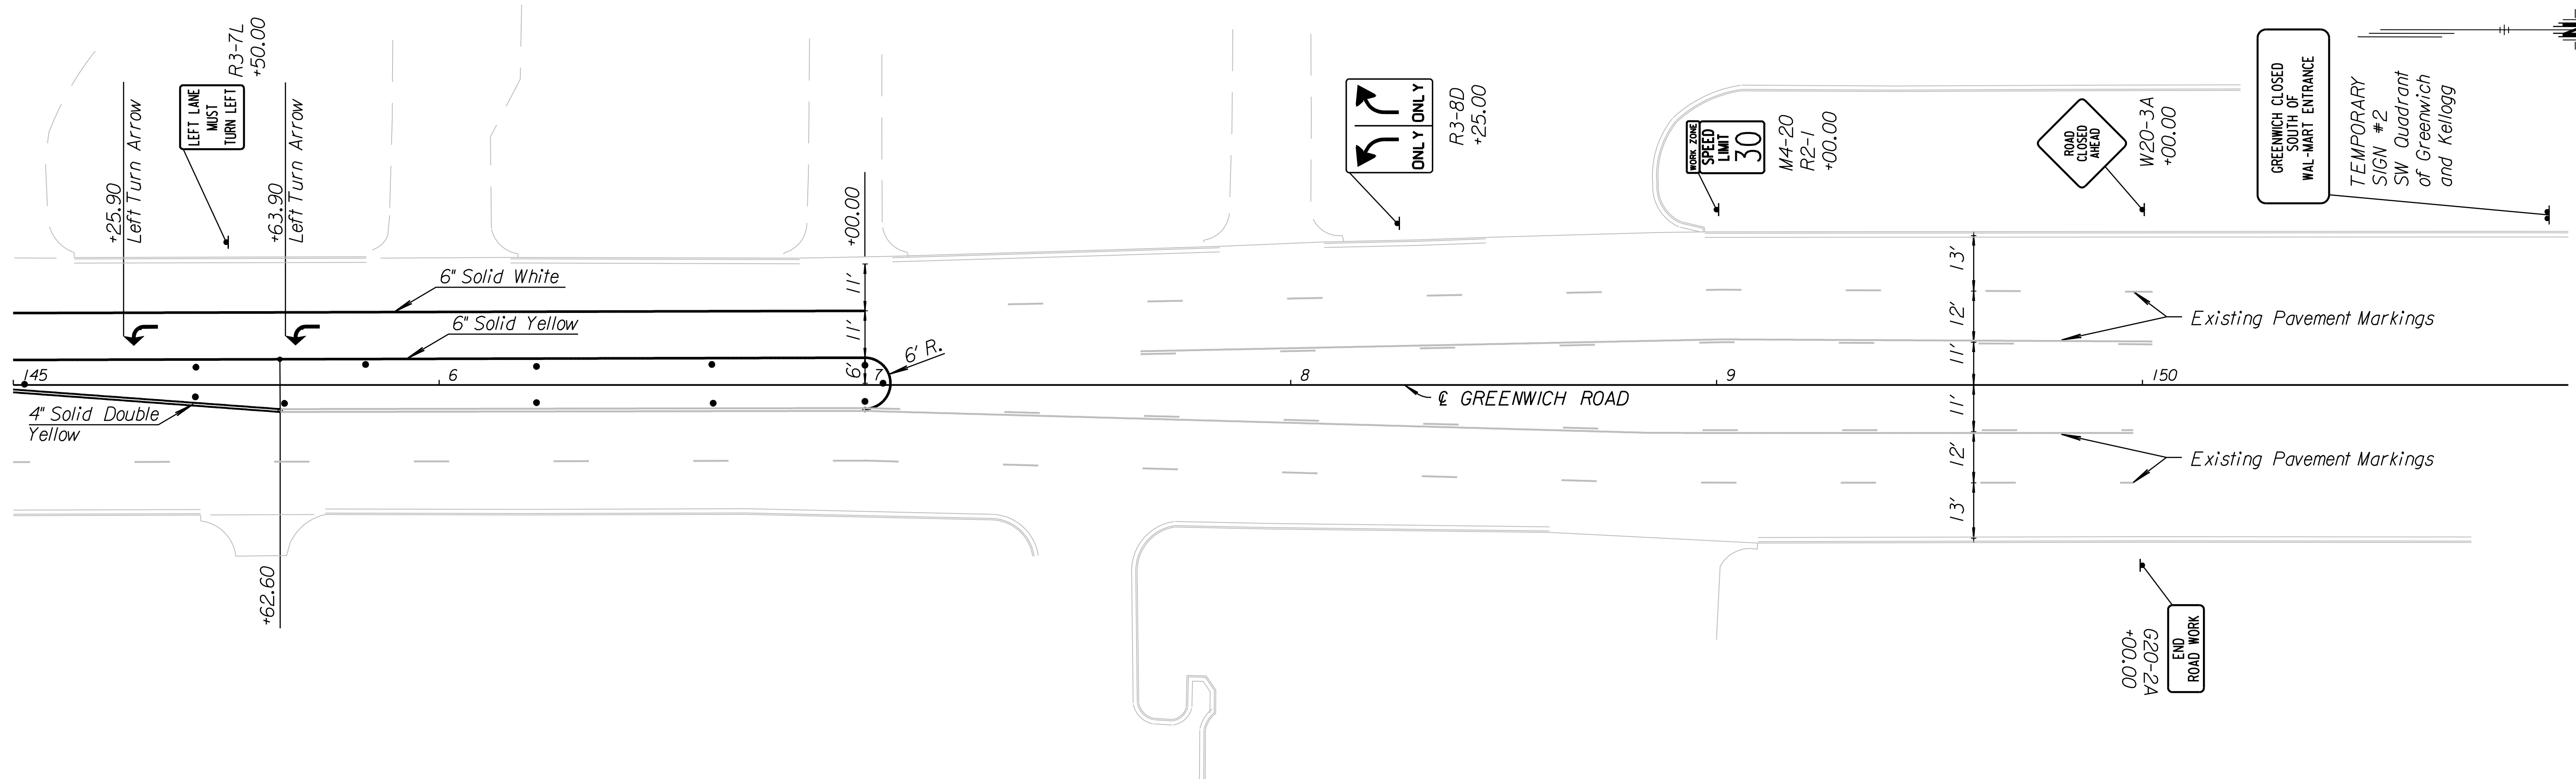 R3-7L
+50.00
LEFT LANE
MUST
TURN LEFT
+25.90
Left Turn Arrow
+63.90
Left Turn Arrow
6" Solid White
6" Solid Yellow
+00.00
11'
11'
6'
6' R.
145
6
7
8
9
150
4" Solid Double
Yellow
+62.60
℄ GREENWICH ROAD
ONLY
ONLY
R3-8D
+25.00
WORK ZONE
SPEED
LIMIT
30
M4-20
R2-1
+00.00
ROAD
CLOSED
AHEAD
W20-3A
+00.00
GREENWICH CLOSED
SOUTH OF
WAL-MART ENTRANCE
TEMPORARY
SIGN #2
SW Quadrant
of Greenwich
and Kellogg
13'
12'
11'
11'
12'
13'
Existing Pavement Markings
Existing Pavement Markings
END
ROAD WORK
G20-2A
+00.00